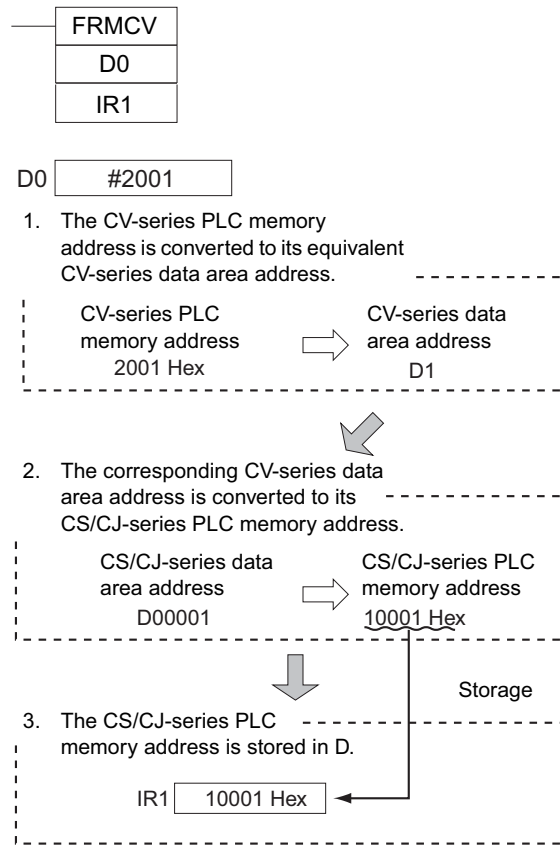 FRMCV
D0
IR1
D0 #2001
1. The CV-series PLC memory
address is converted to its equivalent
CV-series data area address.
CV-series PLC
memory address
2001 Hex
CV-series data
area address
D1
2. The corresponding CV-series data
area address is converted to its
CS/CJ-series PLC memory address.
CS/CJ-series data
area address
D00001
CS/CJ-series PLC
memory address
10001 Hex
Storage
3. The CS/CJ-series PLC
memory address is stored in D.
IR1 10001 Hex